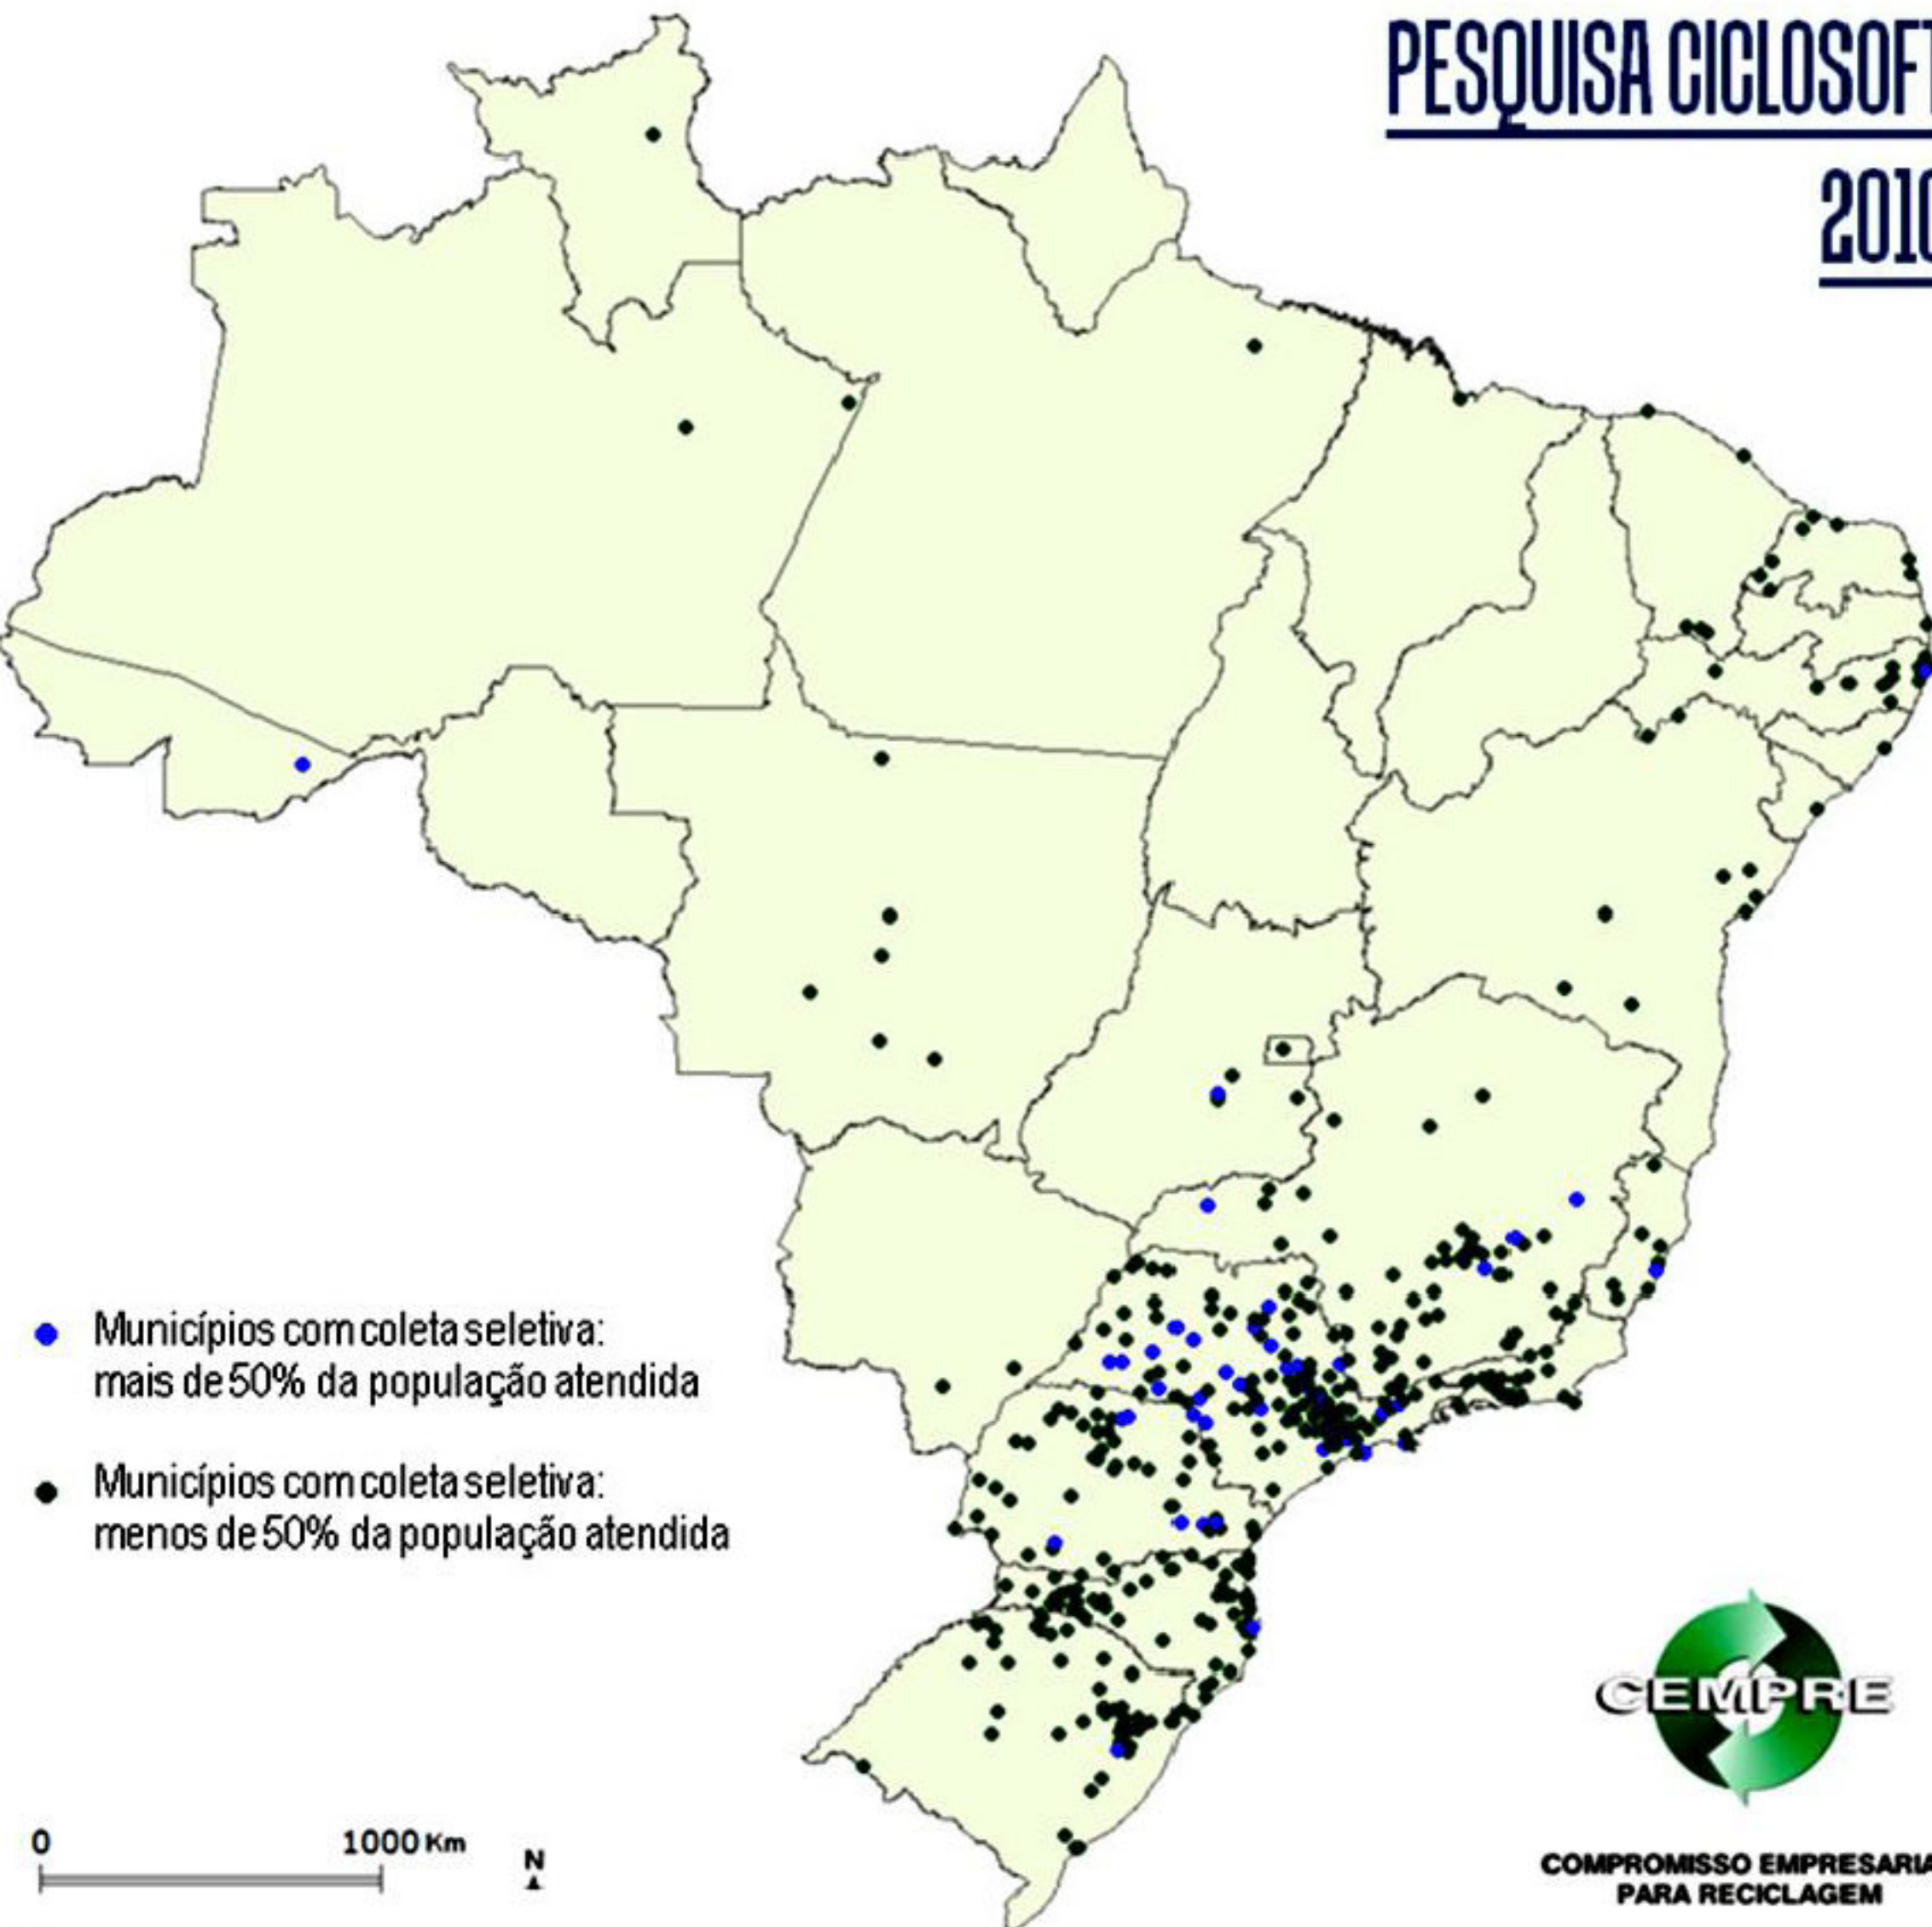 PESQUISA CICLOSOFT
2010
Municípios com coleta seletiva:
mais de 50% da população atendida
Municípios com coleta seletiva:
menos de 50% da população atendida
0 1000 Km
N
CEMPRE
COMPROMISSO EMPRESARIA
PARA RECICLAGEM